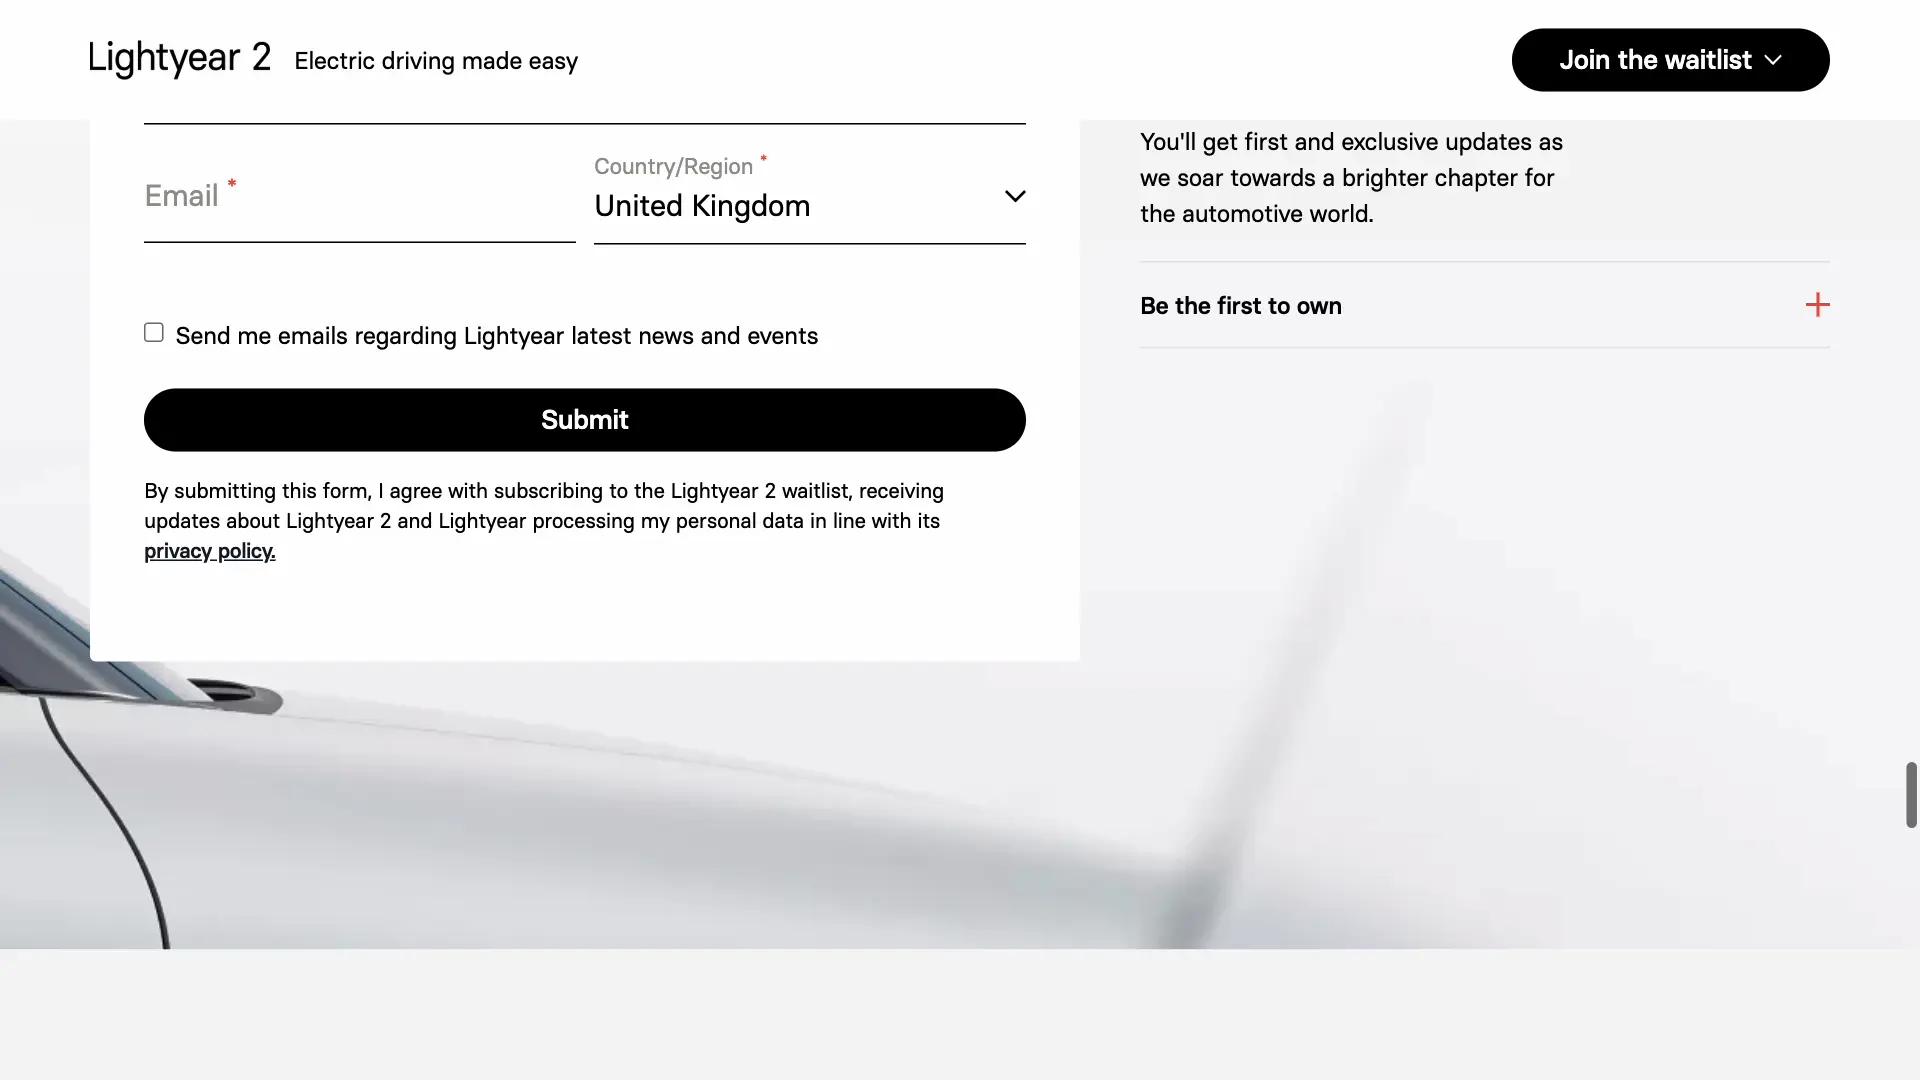 Lightyear 2 Electric driving made easy
Join the waitlist
Email *
Country/Region *
United Kingdom
Send me emails regarding Lightyear latest news and events
Submit
By submitting this form, I agree with subscribing to the Lightyear 2 waitlist, receiving
updates about Lightyear 2 and Lightyear processing my personal data in line with its
privacy policy.
You'll get first and exclusive updates as
we soar towards a brighter chapter for
the automotive world.
Be the first to own